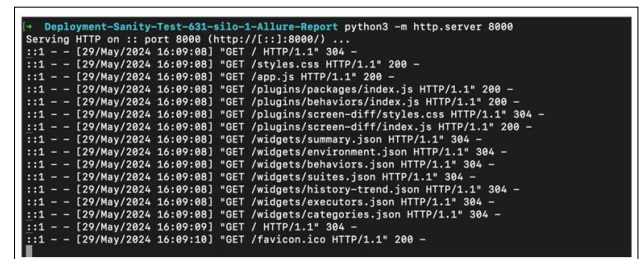 [→ Deployment-Sanity-Test-631-silo-1-Allure-Report python3 -m http.server 8000
Serving HTTP on :: port 8000 (http://[::]:8000/) ...
::1 - - [29/May/2024 16:09:08] "GET / HTTP/1.1" 304 -
::1 - - [29/May/2024 16:09:08] "GET /styles.css HTTP/1.1" 200 -
::1 - - [29/May/2024 16:09:08] "GET /app.js HTTP/1.1" 200 -
::1 - - [29/May/2024 16:09:08] "GET /plugins/packages/index.js HTTP/1.1" 200 -
::1 - - [29/May/2024 16:09:08] "GET /plugins/behaviors/index.js HTTP/1.1" 200 -
::1 - - [29/May/2024 16:09:08] "GET /plugins/screen-diff/styles.css HTTP/1.1" 304 -
::1 - - [29/May/2024 16:09:08] "GET /plugins/screen-diff/index.js HTTP/1.1" 200 -
::1 - - [29/May/2024 16:09:08] "GET /widgets/summary.json HTTP/1.1" 304 -
::1 - - [29/May/2024 16:09:08] "GET /widgets/environment.json HTTP/1.1" 304 -
::1 - - [29/May/2024 16:09:08] "GET /widgets/behaviors.json HTTP/1.1" 304 -
::1 - - [29/May/2024 16:09:08] "GET /widgets/suites.json HTTP/1.1" 304 -
::1 - - [29/May/2024 16:09:08] "GET /widgets/history-trend.json HTTP/1.1" 304 -
::1 - - [29/May/2024 16:09:08] "GET /widgets/executors.json HTTP/1.1" 304 -
::1 - - [29/May/2024 16:09:08] "GET /widgets/categories.json HTTP/1.1" 304 -
::1 - - [29/May/2024 16:09:09] "GET / HTTP/1.1" 304 -
::1 - - [29/May/2024 16:09:10] "GET /favicon.ico HTTP/1.1" 200 -